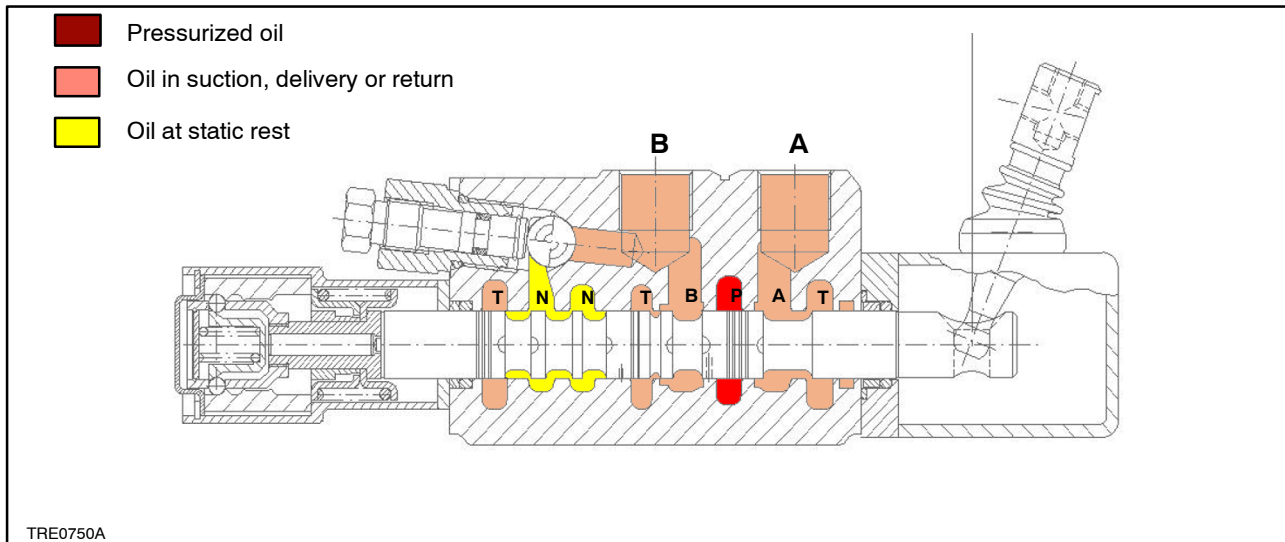 Pressurized oil
Oil in suction, delivery or return
Oil at static rest
B A
T N N T B P A T
TRE0750A